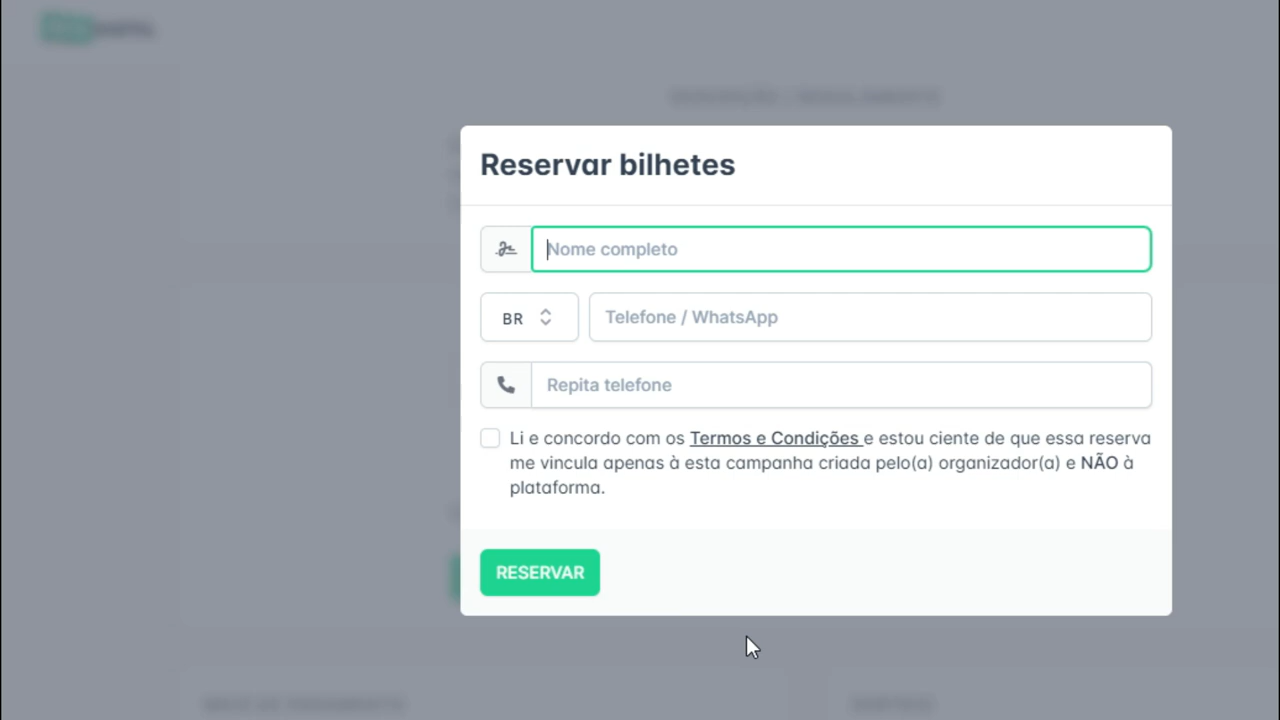 Reservar bilhetes
Nome completo
BR
Telefone / WhatsApp
Repita telefone
Li e concordo com os Termos e Condições e estou ciente de que essa reserva
me vincula apenas à esta campanha criada pelo(a) organizador(a) e NÃO à
plataforma.
RESERVAR